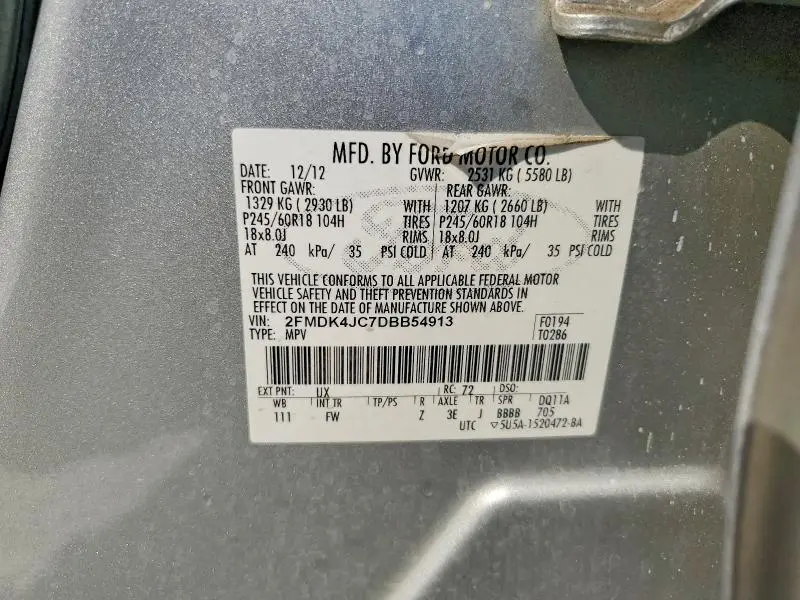 MFD. BY FORD MOTOR CO.
DATE: 12/12 GVWR: 2531 KG ( 5580 LB)
FRONT GAWR: REAR GAWR:
1329 KG ( 2930 LB) WITH 1207 KG ( 2660 LB) WITH
P245/60R18 104H TIRES P245/60R18 104H TIRES
18x8.0J RIMS 18x8.0J RIMS
AT 240 kPa/ 35 PSI COLD AT 240 kPa/ 35 PSI COLD
THIS VEHICLE CONFORMS TO ALL APPLICABLE FEDERAL MOTOR
VEHICLE SAFETY AND THEFT PREVENTION STANDARDS IN
EFFECT ON THE DATE OF MANUFACTURE SHOWN ABOVE.
VIN: 2FMDK4JC7DBB54913 F0194
TYPE: MPV T0286
EXT PNT: UX RC: 72 DSO:
WB INT TR TP/PS R AXLE TR SPR DQ11A
111 FW Z 3E J BBBB 705
UTC ▽5U5A-1520472-BA